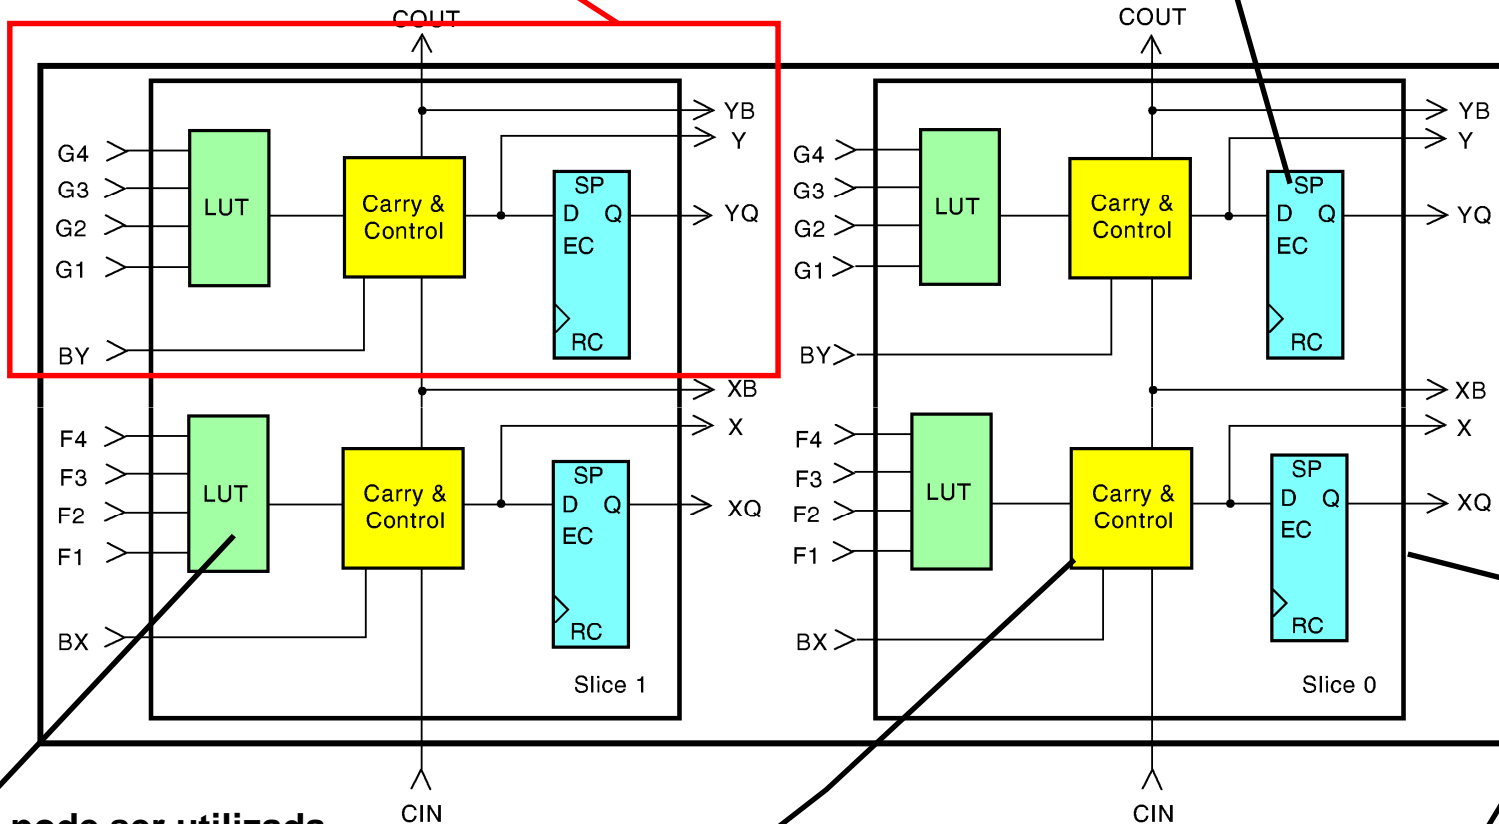 COUT
COUT
YB
Y
YQ
G4
G3
G2
G1
LUT
Carry &
Control
SP
D Q
EC
RC
BY
XB
X
XQ
F4
F3
F2
F1
LUT
Carry &
Control
SP
D Q
EC
RC
BX
Slice 1
CIN
YB
Y
YQ
G4
G3
G2
G1
LUT
Carry &
Control
SP
D Q
EC
RC
BY
XB
X
XQ
F4
F3
F2
F1
LUT
Carry &
Control
SP
D Q
EC
RC
BX
Slice 0
CIN
pode ser utilizada